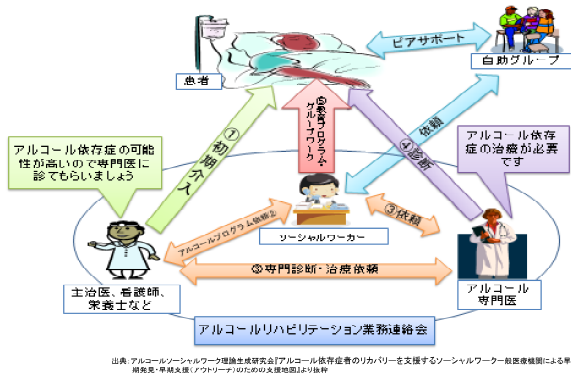 患者
ピアサポート
自助グループ
アルコール依存症の可能
性が高いので専門医に
診てもらいましょう
①初期介入
⑤教育プログラム・
グループワーク
依頼
④診断
アルコール依存
症の治療が必要
です
アルコールプログラム依頼②
ソーシャルワーカー
③依頼
③専門診断・治療依頼
主治医、看護師、
栄養士など
アルコール
専門医
アルコールリハビリテーション業務連絡会
出典：アルコールソーシャルワーク理論生成研究会『アルコール依存症者のリカバリーを支援するソーシャルワーク一般医療機関による早
期発見・早期支援（アウトリーチ）のための支援地図』より抜粋